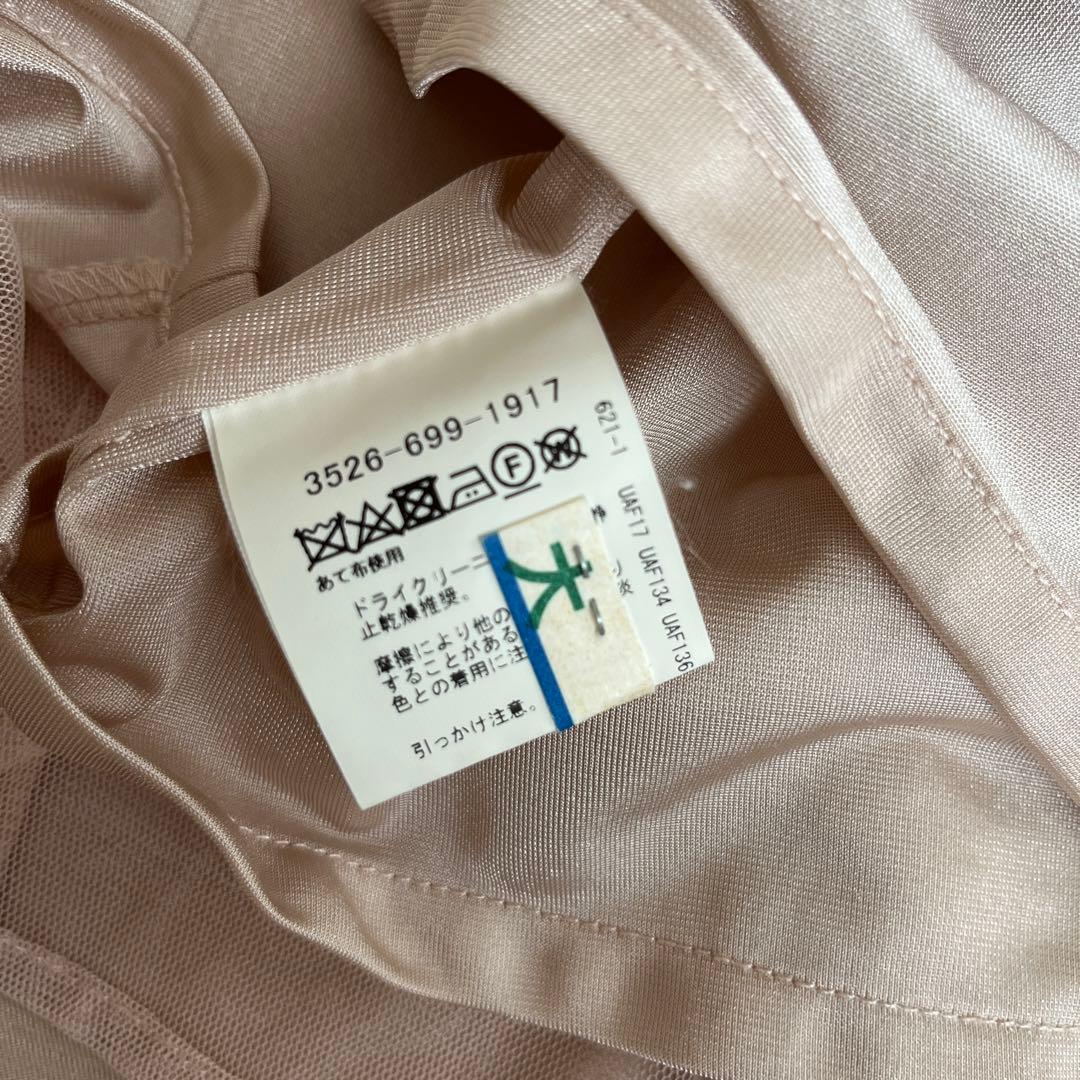 3526-699-1917
621-1
F
W
あて布使用
ドライクリーニ
止乾燥推奨。
摩擦により他の
することがある
色との着用に注
引っかけ注意。
炎
UAF17 UAF134 UAF136